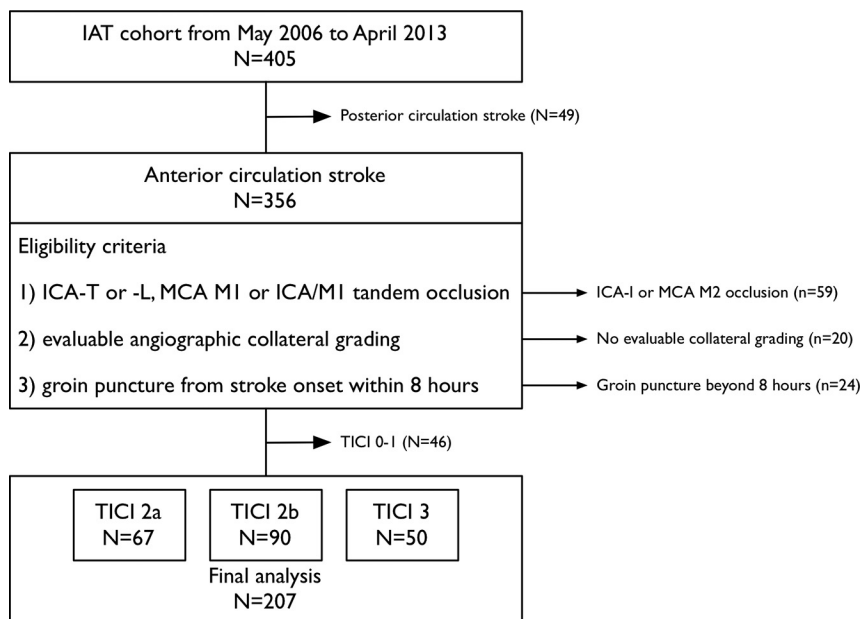 IAT cohort from May 2006 to April 2013
N=405
Posterior circulation stroke (N=49)
Anterior circulation stroke
N=356
Eligibility criteria
1) ICA-T or -L, MCA M1 or ICA/M1 tandem occlusion
ICA-I or MCA M2 occlusion (n=59)
2) evaluable angiographic collateral grading
No evaluable collateral grading (n=20)
3) groin puncture from stroke onset within 8 hours
Groin puncture beyond 8 hours (n=24)
TICI 0-1 (N=46)
TICI 2a
N=67
TICI 2b
N=90
TICI 3
N=50
Final analysis
N=207